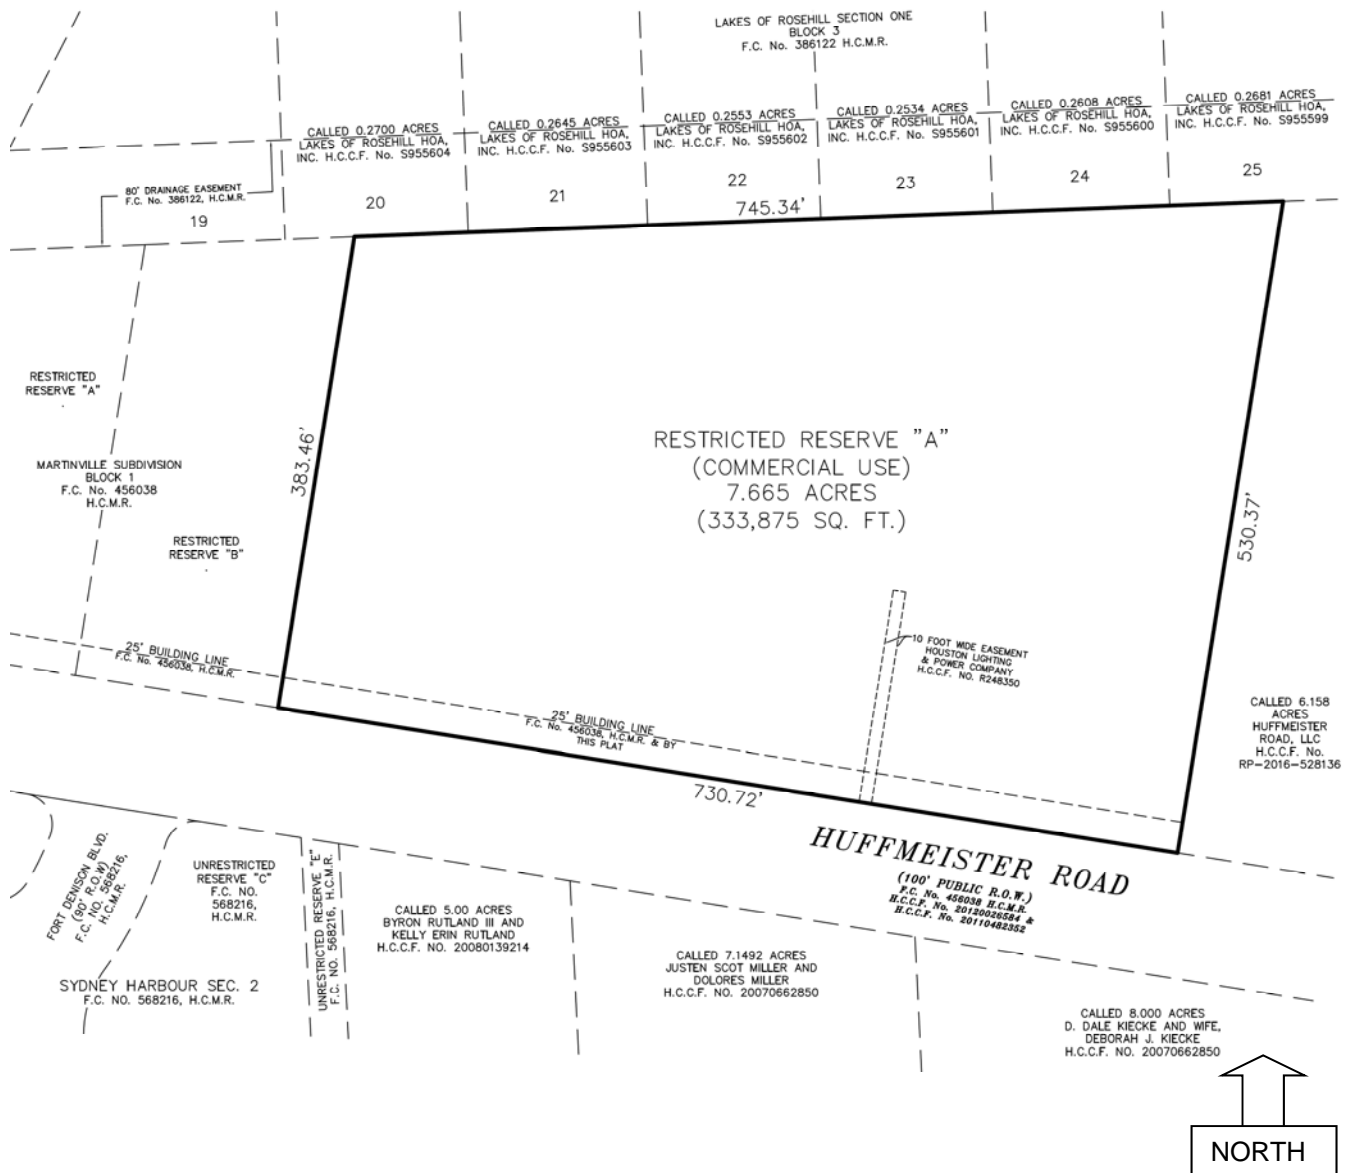 LAKES OF ROSEHILL SECTION ONE
BLOCK 3
F.C. No. 386122 H.C.M.R.
CALLED 0.2700 ACRES
LAKES OF ROSEHILL HOA,
INC. H.C.C.F. No. S955604
CALLED 0.2645 ACRES
LAKES OF ROSEHILL HOA,
INC. H.C.C.F. No. S955603
CALLED 0.2553 ACRES
LAKES OF ROSEHILL HOA,
INC. H.C.C.F. No. S955602
CALLED 0.2534 ACRES
LAKES OF ROSEHILL HOA,
INC. H.C.C.F. No. S955601
CALLED 0.2608 ACRES
LAKES OF ROSEHILL HOA,
INC. H.C.C.F. No. S955600
CALLED 0.2681 ACRES
LAKES OF ROSEHILL HOA,
INC. H.C.C.F. No. S955599
80' DRAINAGE EASEMENT
F.C. No. 386122, H.C.M.R.
19
20
21
22
23
24
25
745.34'
RESTRICTED
RESERVE "A"
MARTINVILLE SUBDIVISION
BLOCK 1
F.C. No. 456038
H.C.M.R.
RESTRICTED
RESERVE "B"
383.46'
RESTRICTED RESERVE "A"
(COMMERCIAL USE)
7.665 ACRES
(333,875 SQ. FT.)
530.37'
10 FOOT WIDE EASEMENT
HOUSTON LIGHTING
& POWER COMPANY
H.C.C.F. NO. R248350
25' BUILDING LINE
F.C. No. 456038, H.C.M.R.
25' BUILDING LINE
F.C. No. 456038, H.C.M.R. & BY
THIS PLAT
CALLED 6.158
ACRES
HUFFMEISTER
ROAD, LLC
H.C.C.F. No.
RP-2016-528136
730.72'
HUFFMEISTER ROAD
(100' PUBLIC R.O.W.)
F.C. No. 456038 H.C.M.R.
H.C.C.F. No. 20120026584 &
H.C.C.F. No. 20110482352
FORT DENISON BLVD.
(90' R.O.W)
F.C. NO. 568216,
H.C.M.R.
UNRESTRICTED
RESERVE "C"
F.C. NO.
568216,
H.C.M.R.
UNRESTRICTED RESERVE "E"
F.C. NO. 568216, H.C.M.R.
CALLED 5.00 ACRES
BYRON RUTLAND III AND
KELLY ERIN RUTLAND
H.C.C.F. NO. 20080139214
SYDNEY HARBOUR SEC. 2
F.C. NO. 568216, H.C.M.R.
CALLED 7.1492 ACRES
JUSTEN SCOT MILLER AND
DOLORES MILLER
H.C.C.F. NO. 20070662850
CALLED 8.000 ACRES
D. DALE KIECKE AND WIFE,
DEBORAH J. KIECKE
H.C.C.F. NO. 20070662850
NORTH